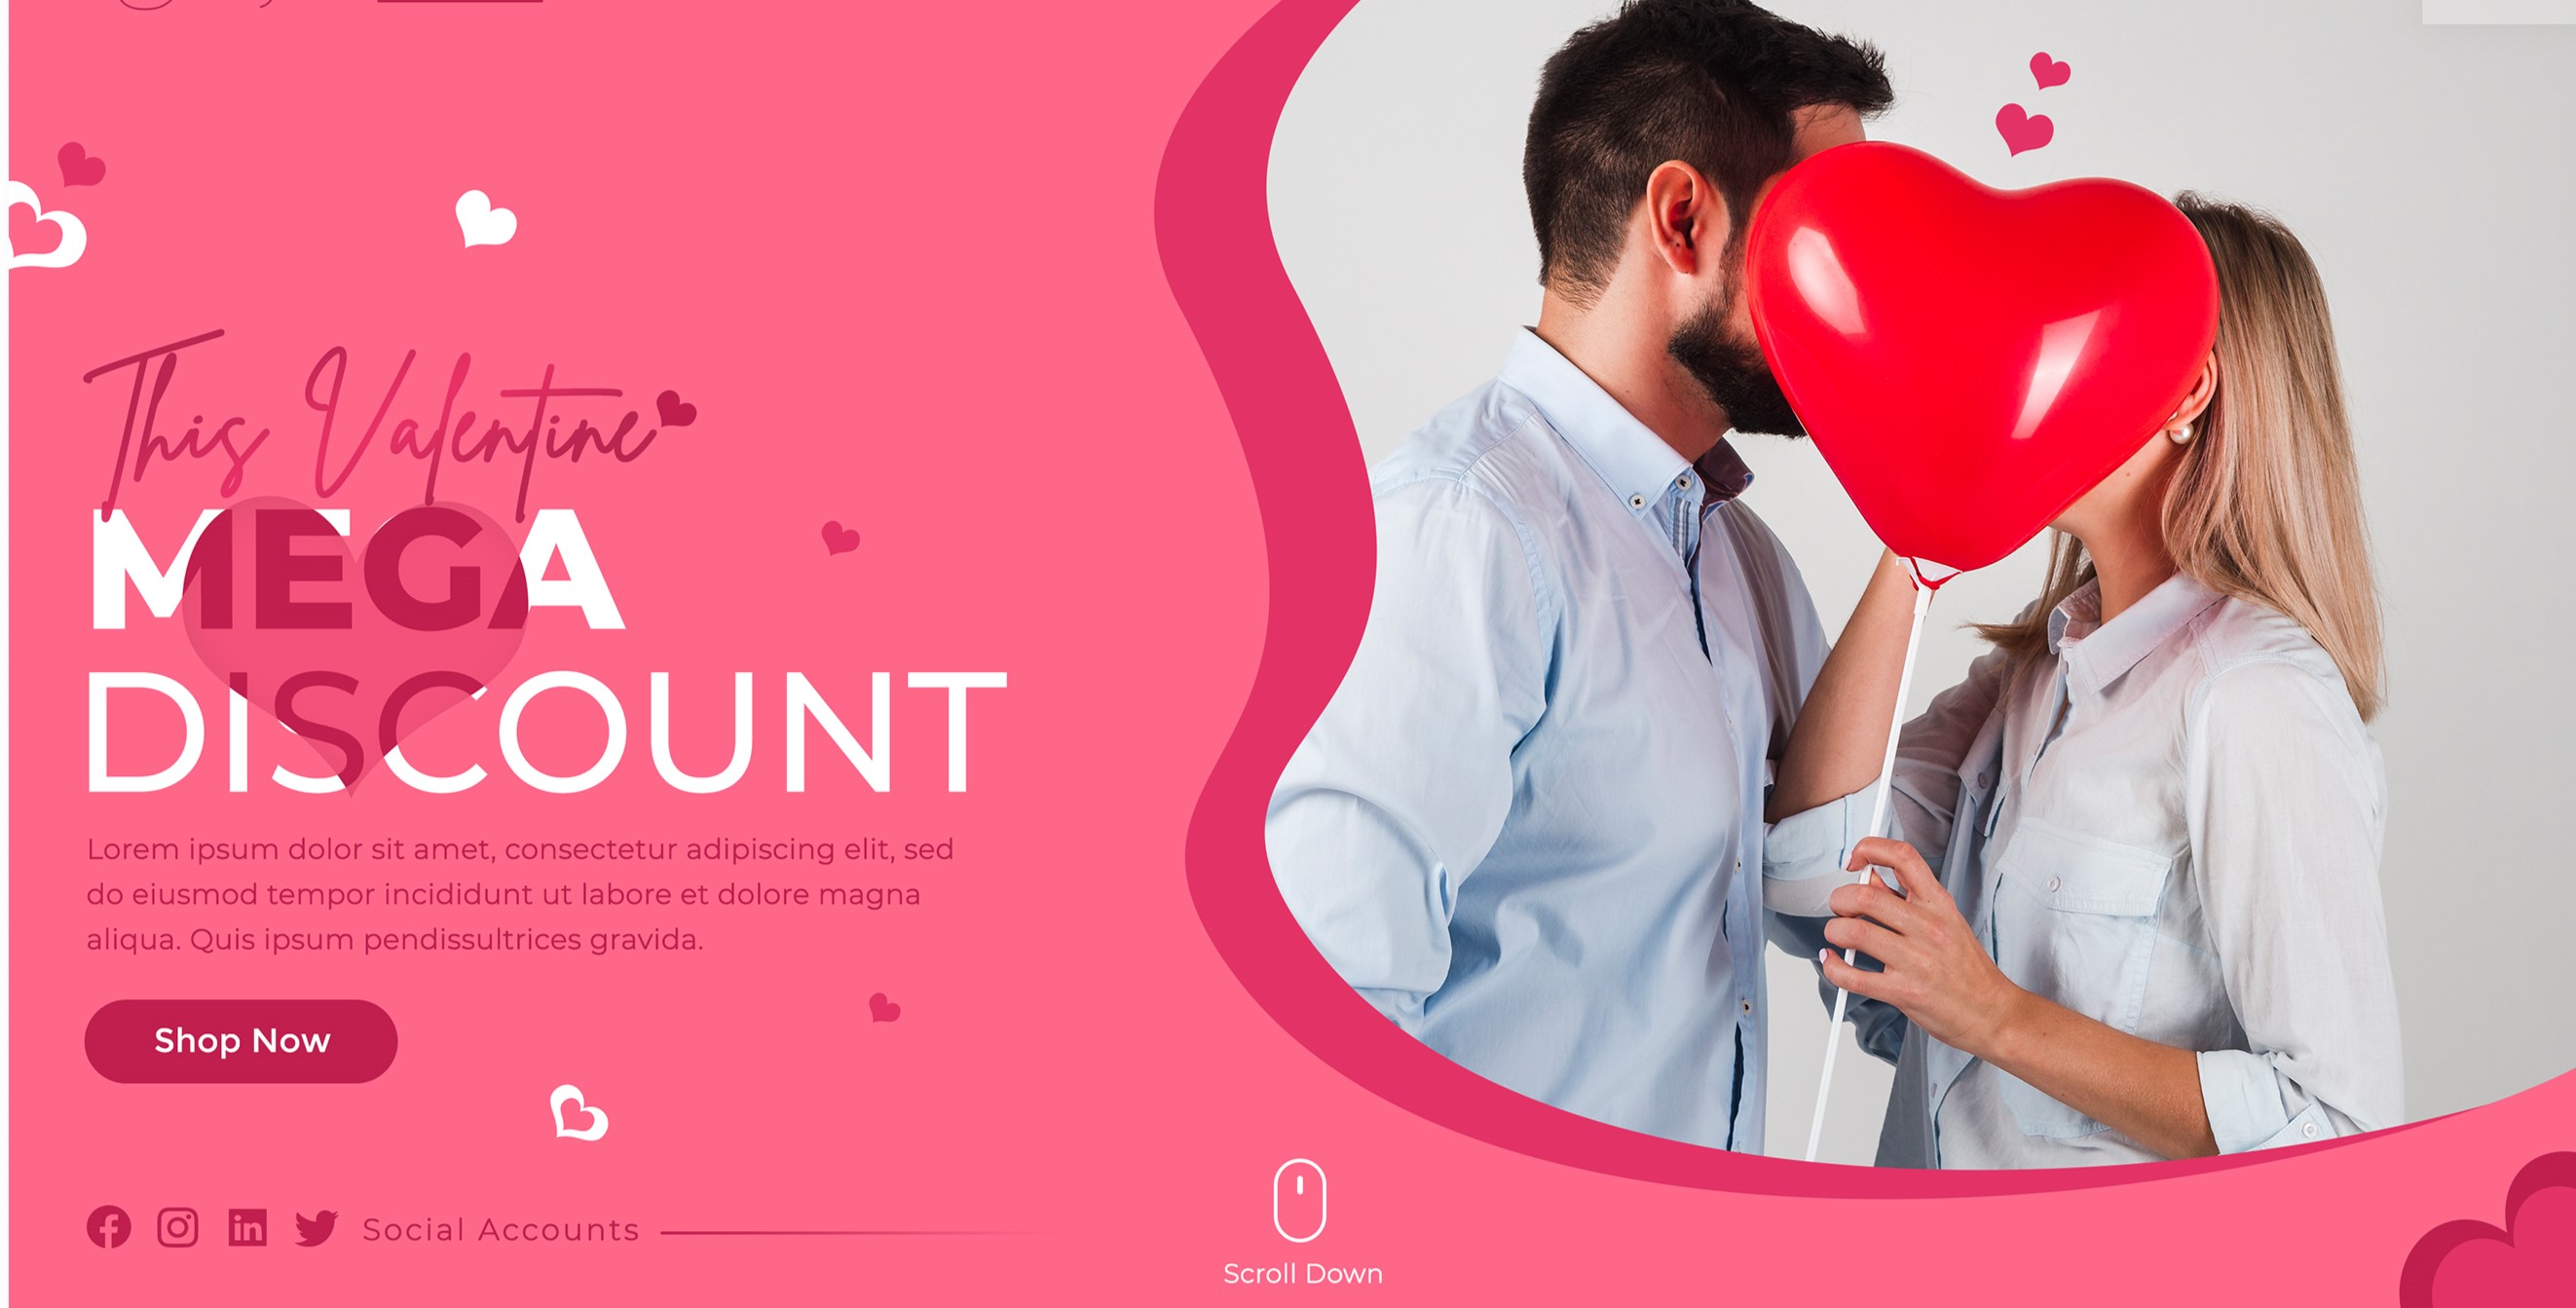 This Valentine
MEGA
DISCOUNT
Lorem ipsum dolor sit amet, consectetur adipiscing elit, sed
do eiusmod tempor incididunt ut labore et dolore magna
aliqua. Quis ipsum pendissultrices gravida.
Shop Now
Social Accounts
Scroll Down